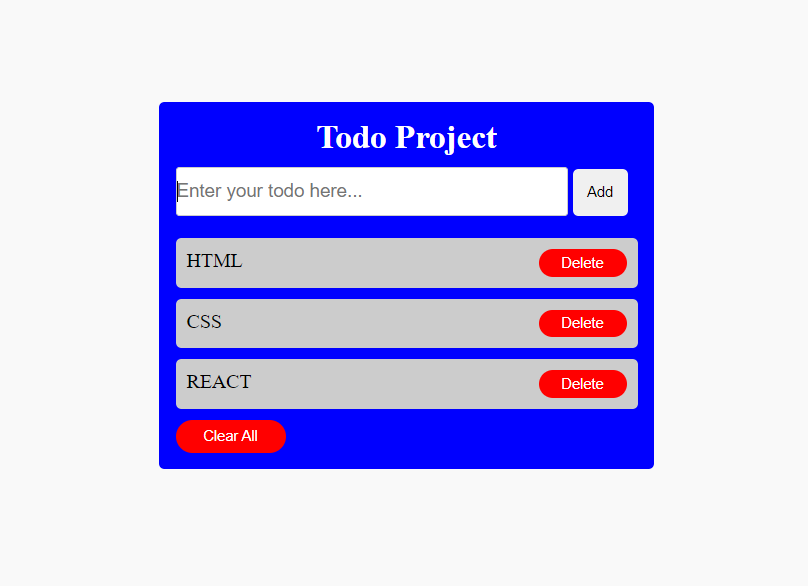 Todo Project
Enter your todo here...
Add
HTML
Delete
CSS
Delete
REACT
Delete
Clear All